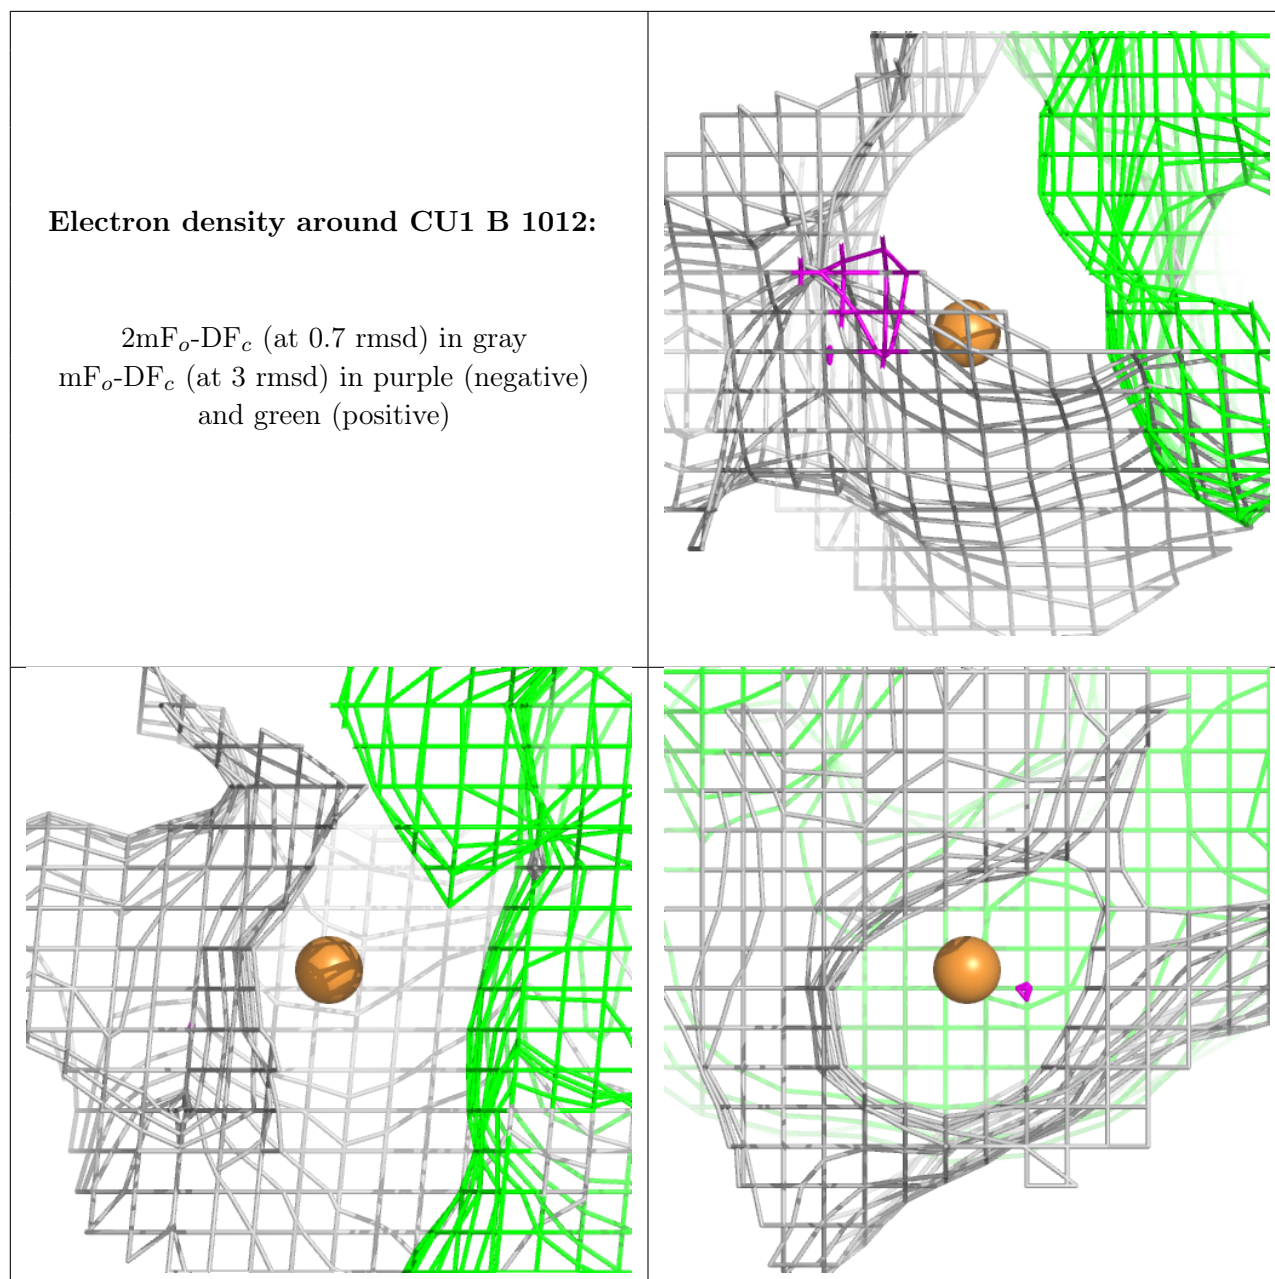 Electron density around CU1 B 1012:
2mFo-DFc (at 0.7 rmsd) in gray
mFo-DFc (at 3 rmsd) in purple (negative)
and green (positive)